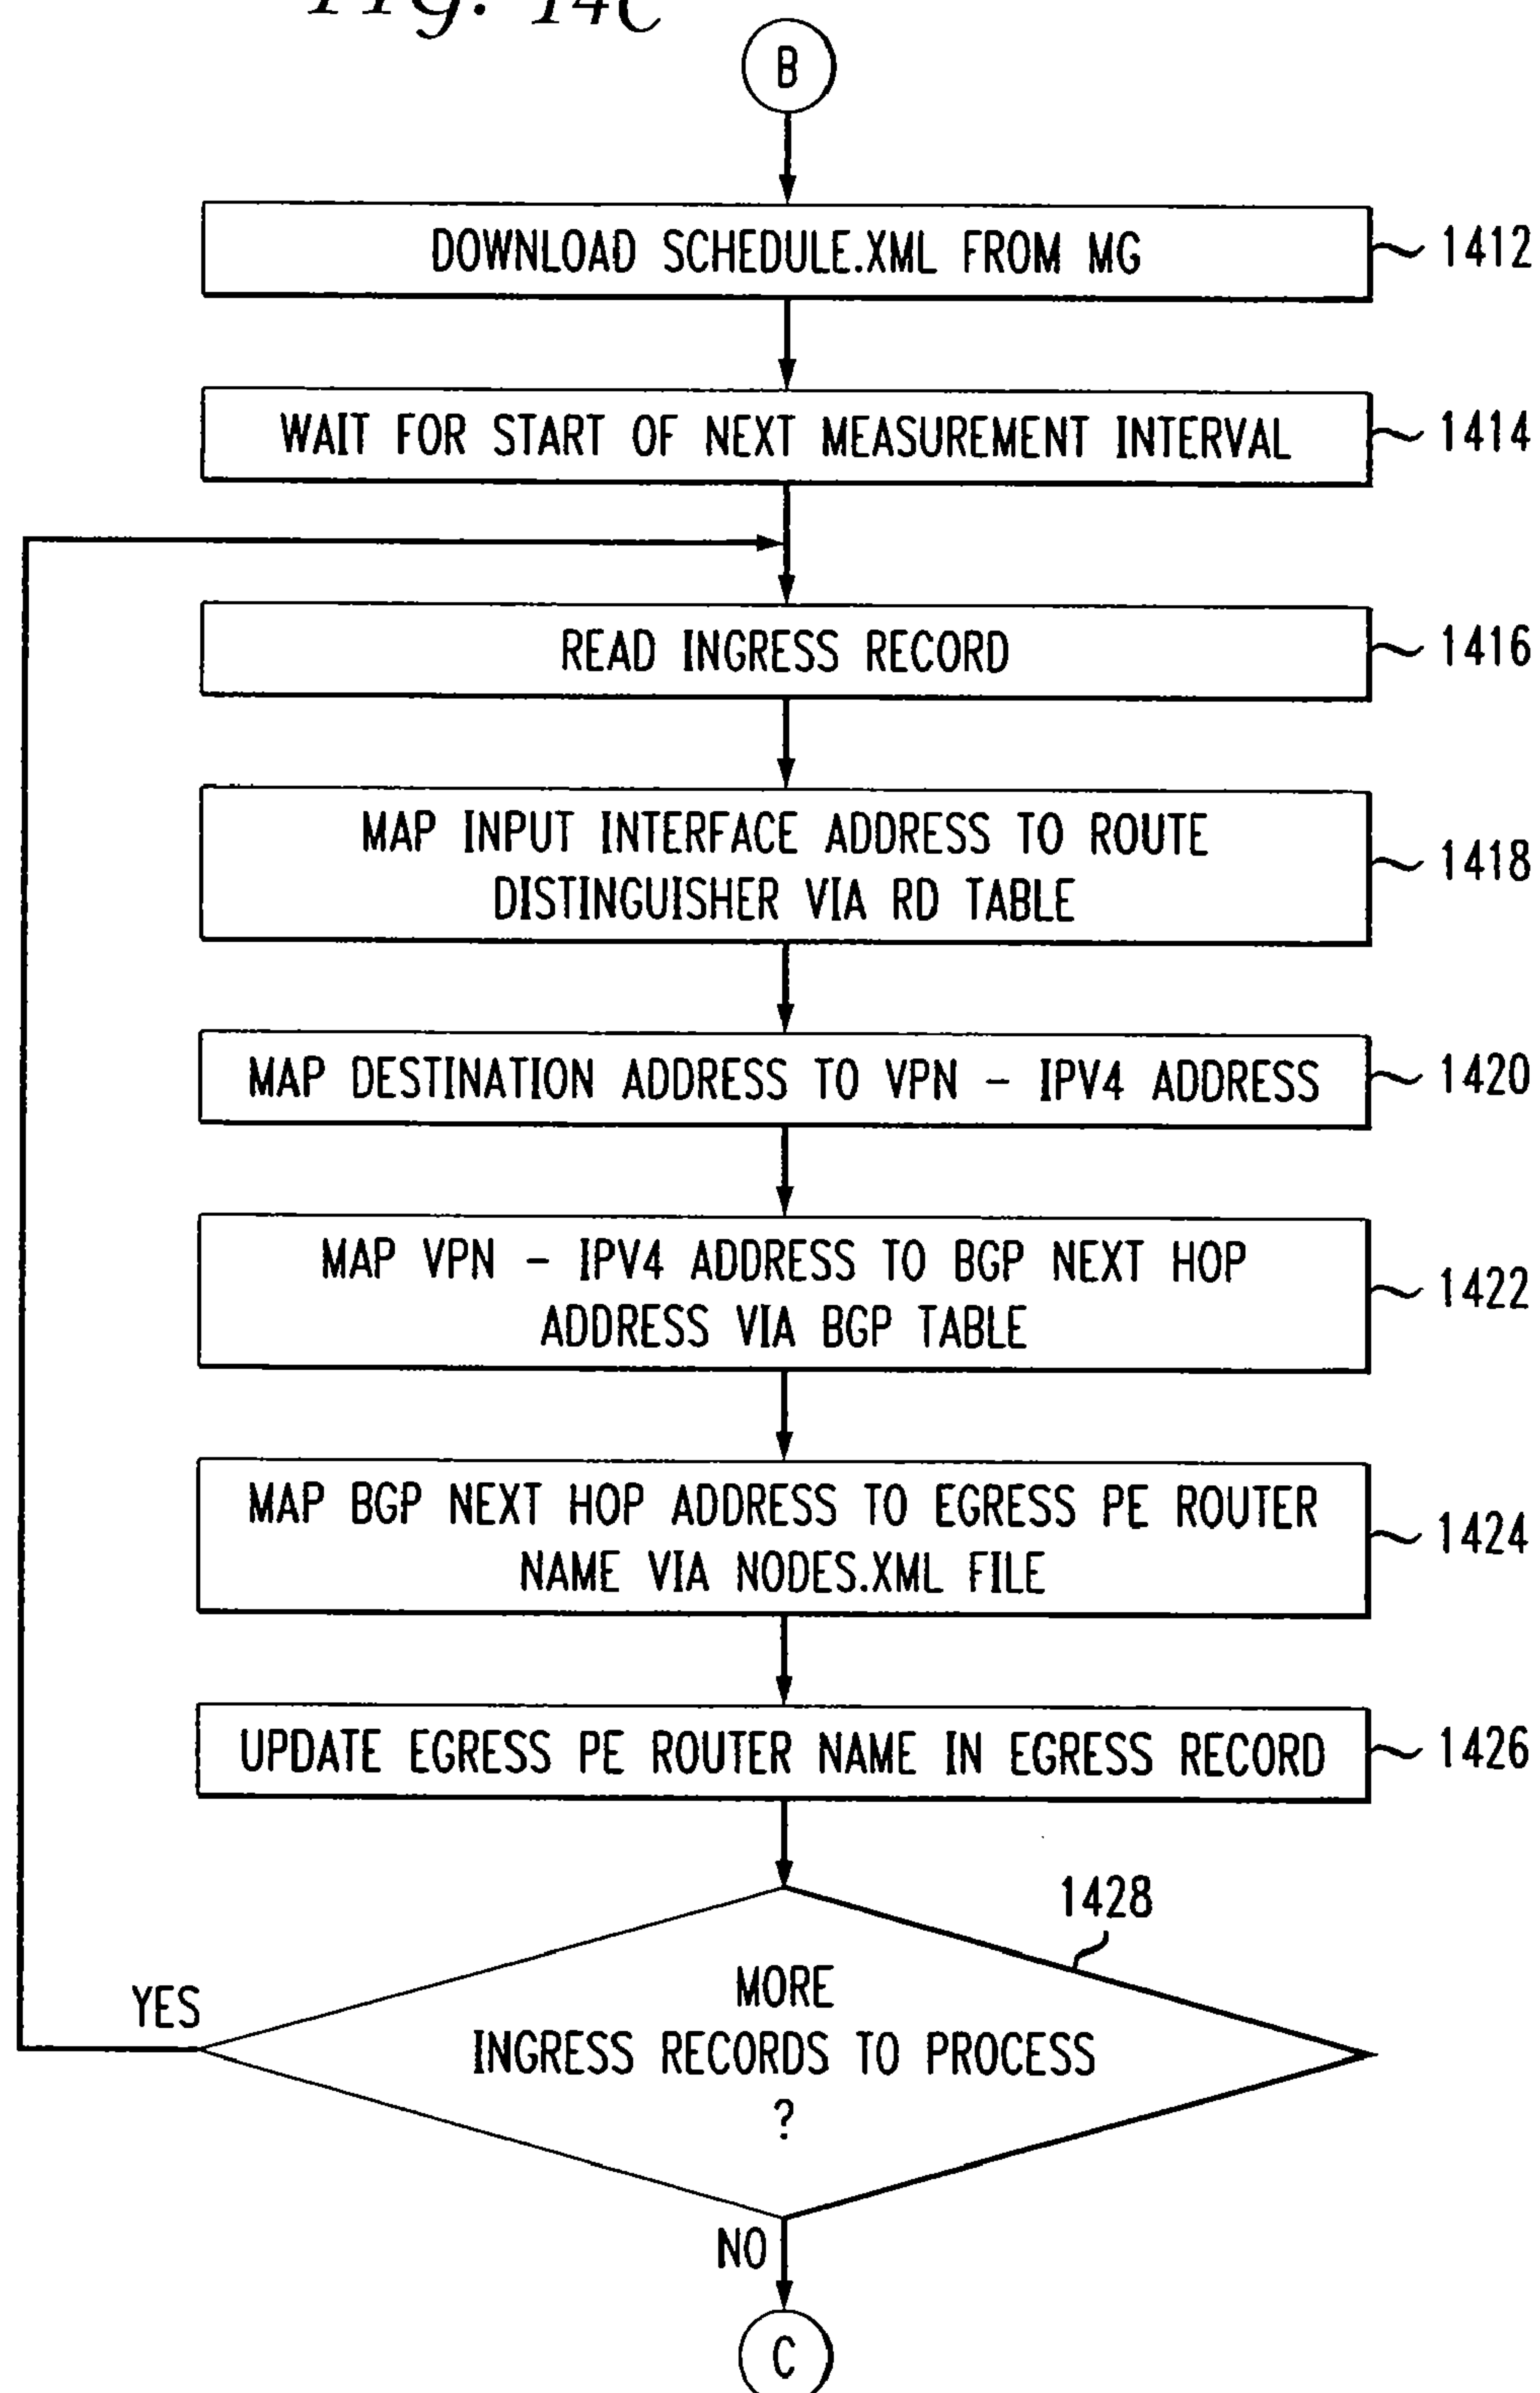 FIG. 14C
B
DOWNLOAD SCHEDULE.XML FROM MG
1412
WAIT FOR START OF NEXT MEASUREMENT INTERVAL
1414
READ INGRESS RECORD
1416
MAP INPUT INTERFACE ADDRESS TO ROUTE
DISTINGUISHER VIA RD TABLE
1418
MAP DESTINATION ADDRESS TO VPN - IPV4 ADDRESS
1420
MAP VPN - IPV4 ADDRESS TO BGP NEXT HOP
ADDRESS VIA BGP TABLE
1422
MAP BGP NEXT HOP ADDRESS TO EGRESS PE ROUTER
NAME VIA NODES.XML FILE
1424
UPDATE EGRESS PE ROUTER NAME IN EGRESS RECORD
1426
1428
MORE
INGRESS RECORDS TO PROCESS
?
YES
NO
C